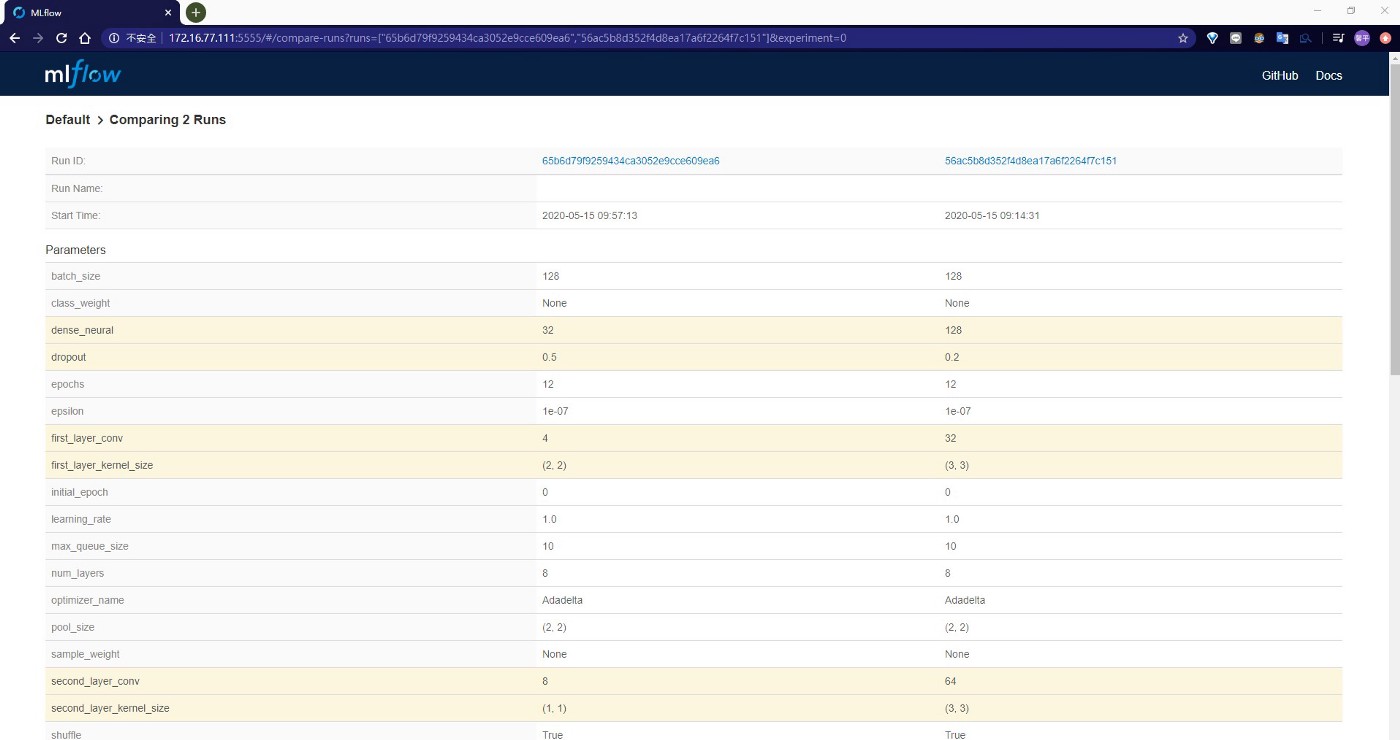 MLflow
不安全 172.16.77.111:5555/#/compare-runs?runs=["65b6d79f9259434ca3052e9cce609ea6","56ac5b8d352f4d8ea17a6f2264f7c151"]&experiment=0
mlflow GitHub Docs
Default > Comparing 2 Runs
Run ID: 65b6d79f9259434ca3052e9cce609ea6 56ac5b8d352f4d8ea17a6f2264f7c151
Run Name:
Start Time: 2020-05-15 09:57:13 2020-05-15 09:14:31
Parameters
batch_size 128 128
class_weight None None
dense_neural 32 128
dropout 0.5 0.2
epochs 12 12
epsilon 1e-07 1e-07
first_layer_conv 4 32
first_layer_kernel_size (2, 2) (3, 3)
initial_epoch 0 0
learning_rate 1.0 1.0
max_queue_size 10 10
num_layers 8 8
optimizer_name Adadelta Adadelta
pool_size (2, 2) (2, 2)
sample_weight None None
second_layer_conv 8 64
second_layer_kernel_size (1, 1) (3, 3)
shuffle True True